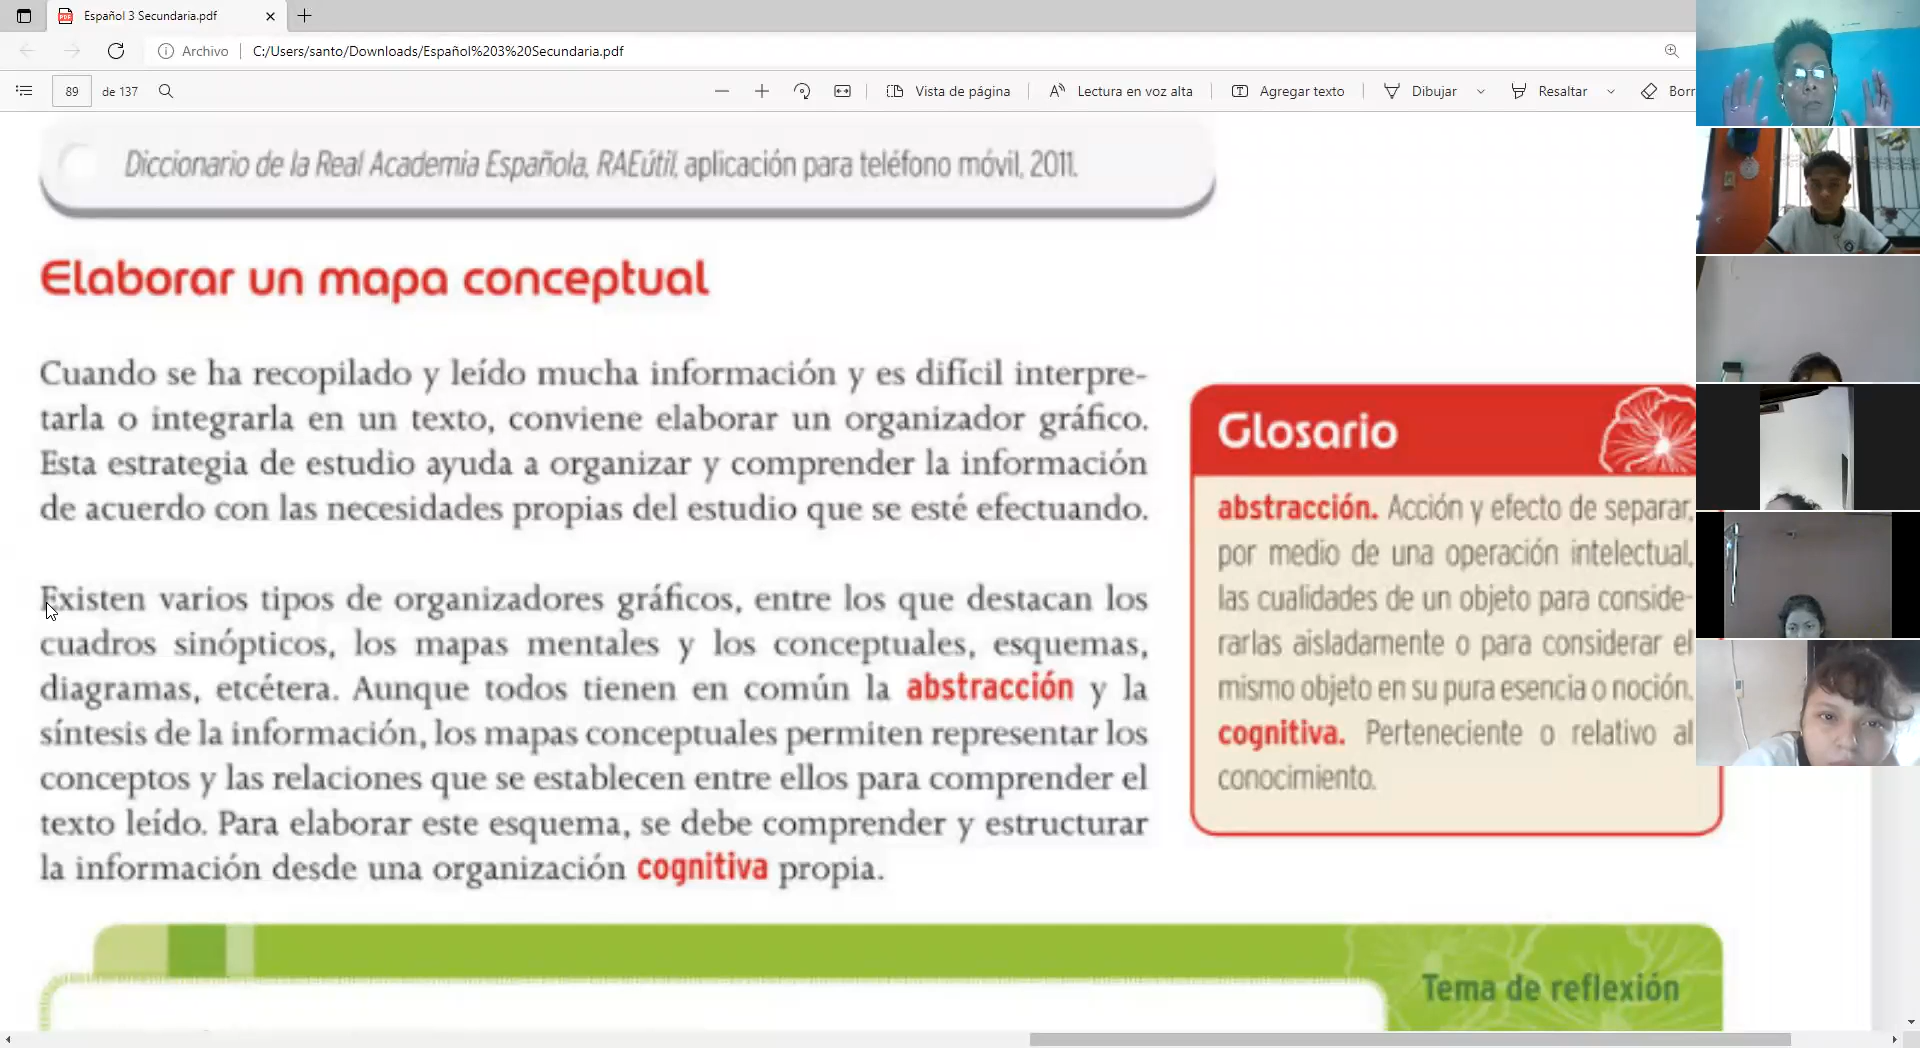 Español 3 Secundaria.pdf
Archivo
C:/Users/santo/Downloads/Español%203%20Secundaria.pdf
89
de 137
Vista de página
Lectura en voz alta
Agregar texto
Dibujar
Resaltar
Borr
Diccionario de la Real Academia Española, RAEútil, aplicación para teléfono móvil, 2011.
Elaborar un mapa conceptual
Cuando se ha recopilado y leído mucha información y es difícil interpre-
tarla o integrarla en un texto, conviene elaborar un organizador gráfico.
Esta estrategia de estudio ayuda a organizar y comprender la información
de acuerdo con las necesidades propias del estudio que se esté efectuando.
Existen varios tipos de organizadores gráficos, entre los que destacan los
cuadros sinópticos, los mapas mentales y los conceptuales, esquemas,
diagramas, etcétera. Aunque todos tienen en común la abstracción y la
síntesis de la información, los mapas conceptuales permiten representar los
conceptos y las relaciones que se establecen entre ellos para comprender el
texto leído. Para elaborar este esquema, se debe comprender y estructurar
la información desde una organización cognitiva propia.
Glosario
abstracción. Acción y efecto de separar,
por medio de una operación intelectual,
las cualidades de un objeto para conside-
rarlas aisladamente o para considerar el
mismo objeto en su pura esencia o noción.
cognitiva. Perteneciente o relativo al
conocimiento.
Tema de reflexión